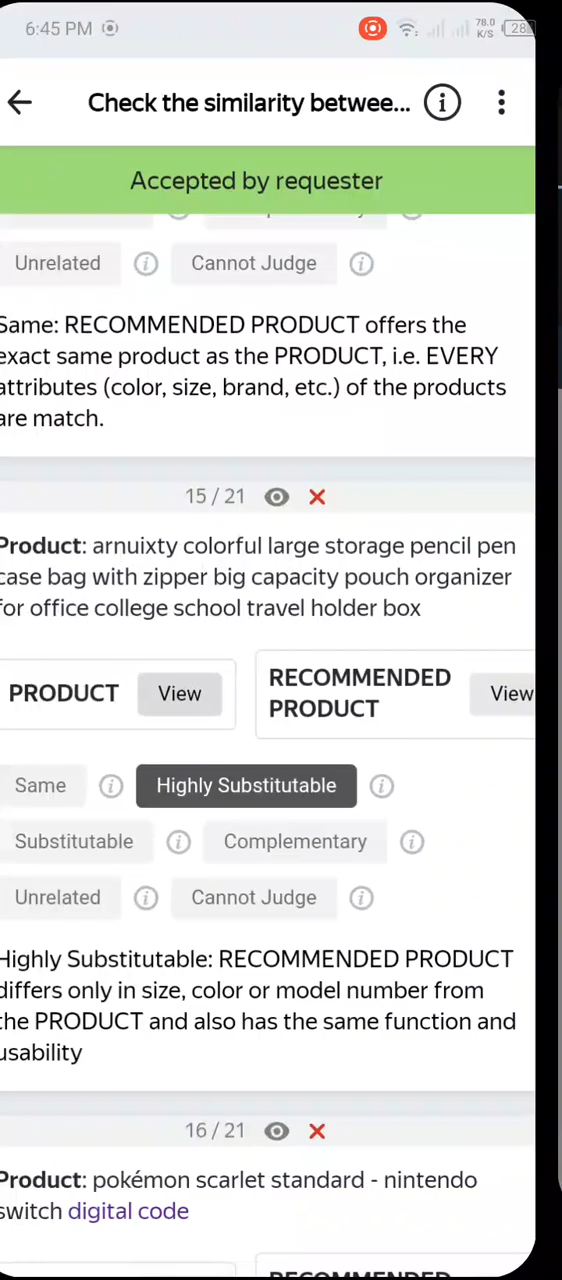 6:45 PM
78.0
K/S
28
Check the similarity betwee...
Accepted by requester
Unrelated
Cannot Judge
Same: RECOMMENDED PRODUCT offers the
exact same product as the PRODUCT, i.e. EVERY
attributes (color, size, brand, etc.) of the products
are match.
15 / 21
Product: arnuixty colorful large storage pencil pen
case bag with zipper big capacity pouch organizer
for office college school travel holder box
PRODUCT View
RECOMMENDED
PRODUCT
View
Same
Highly Substitutable
Substitutable
Complementary
Unrelated
Cannot Judge
Highly Substitutable: RECOMMENDED PRODUCT
differs only in size, color or model number from
the PRODUCT and also has the same function and
usability
16 / 21
Product: pokémon scarlet standard - nintendo
switch digital code
RECOMMENDED